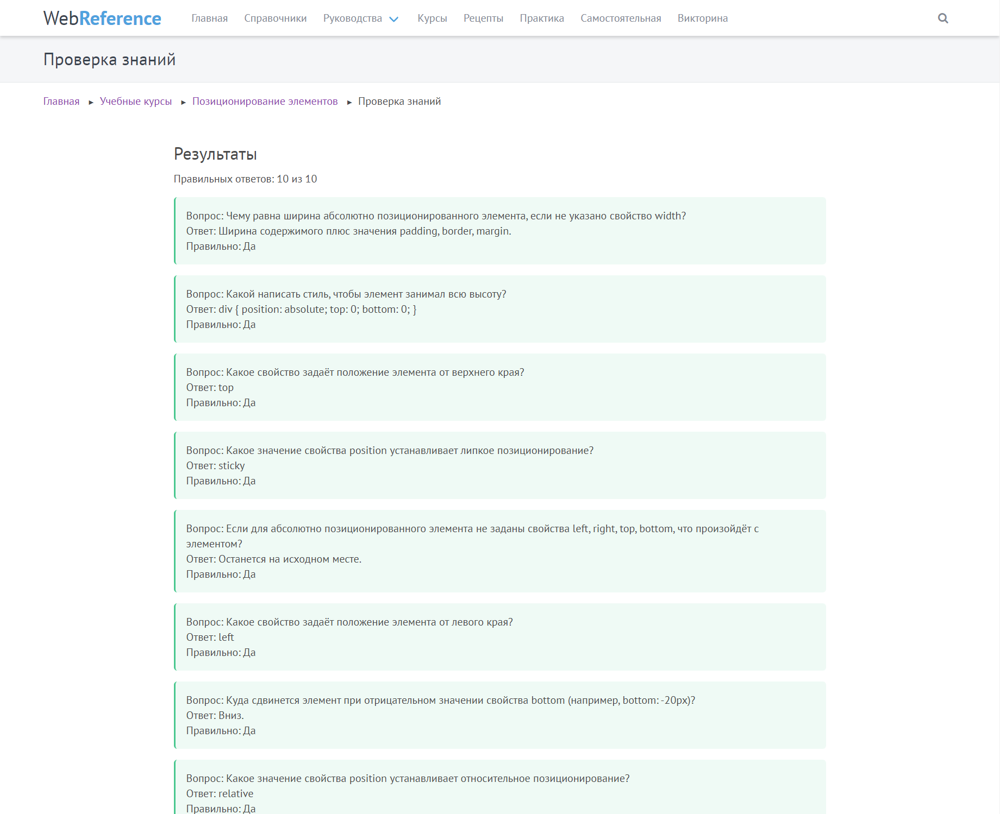 WebReference
Главная
Справочники
Руководства
Курсы
Рецепты
Практика
Самостоятельная
Викторина
Проверка знаний
Главная ▸ Учебные курсы ▸ Позиционирование элементов ▸ Проверка знаний
Результаты
Правильных ответов: 10 из 10
Вопрос: Чему равна ширина абсолютно позиционированного элемента, если не указано свойство width?
Ответ: Ширина содержимого плюс значения padding, border, margin.
Правильно: Да
Вопрос: Какой написать стиль, чтобы элемент занимал всю высоту?
Ответ: div { position: absolute; top: 0; bottom: 0; }
Правильно: Да
Вопрос: Какое свойство задаёт положение элемента от верхнего края?
Ответ: top
Правильно: Да
Вопрос: Какое значение свойства position устанавливает липкое позиционирование?
Ответ: sticky
Правильно: Да
Вопрос: Если для абсолютно позиционированного элемента не заданы свойства left, right, top, bottom, что произойдёт с
элементом?
Ответ: Останется на исходном месте.
Правильно: Да
Вопрос: Какое свойство задаёт положение элемента от левого края?
Ответ: left
Правильно: Да
Вопрос: Куда сдвинется элемент при отрицательном значении свойства bottom (например, bottom: -20px)?
Ответ: Вниз.
Правильно: Да
Вопрос: Какое значение свойства position устанавливает относительное позиционирование?
Ответ: relative
Правильно: Да